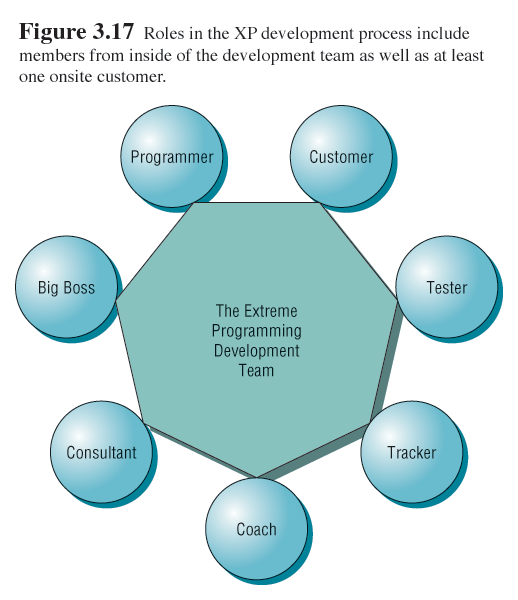 Figure 3.17 Roles in the XP development process include
members from inside of the development team as well as at least
one onsite customer.
Programmer
Customer
Big Boss
Tester
The Extreme
Programming
Development
Team
Consultant
Tracker
Coach